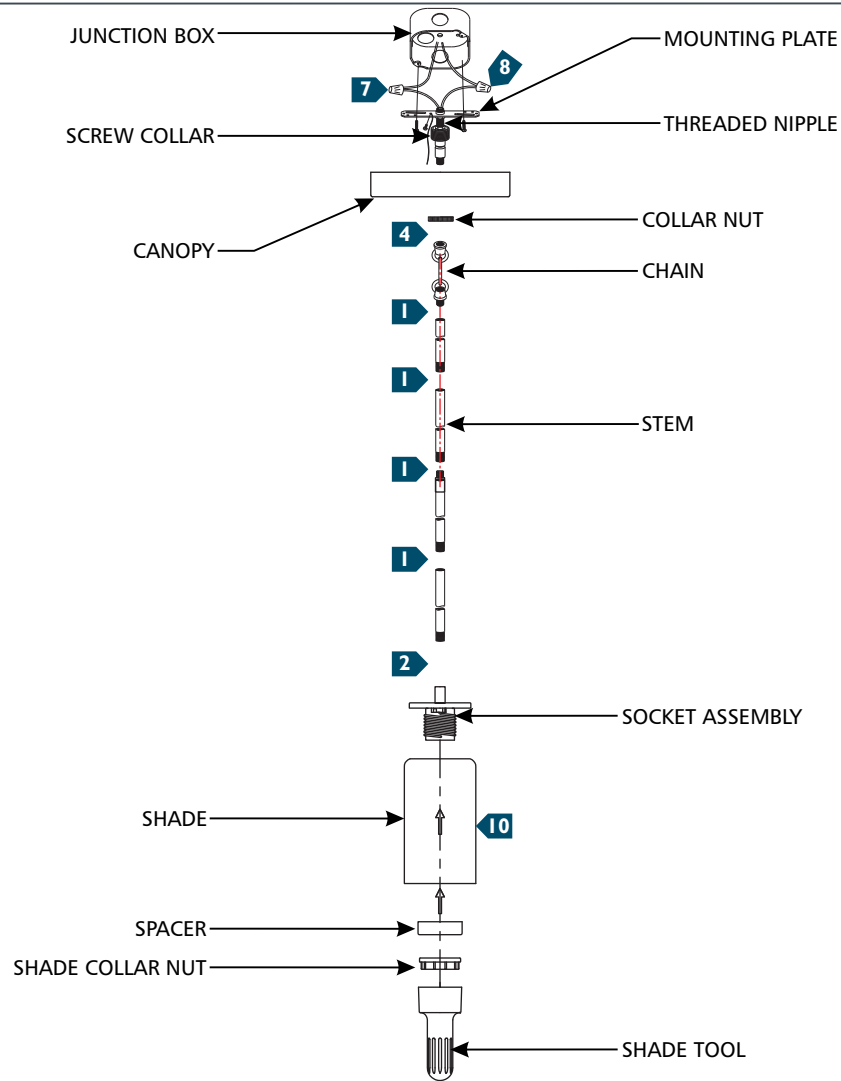 JUNCTION BOX
MOUNTING PLATE
8
7
THREADED NIPPLE
SCREW COLLAR
COLLAR NUT
4
CANOPY
CHAIN
1
1
STEM
1
1
2
SOCKET ASSEMBLY
SHADE
10
SPACER
SHADE COLLAR NUT
SHADE TOOL